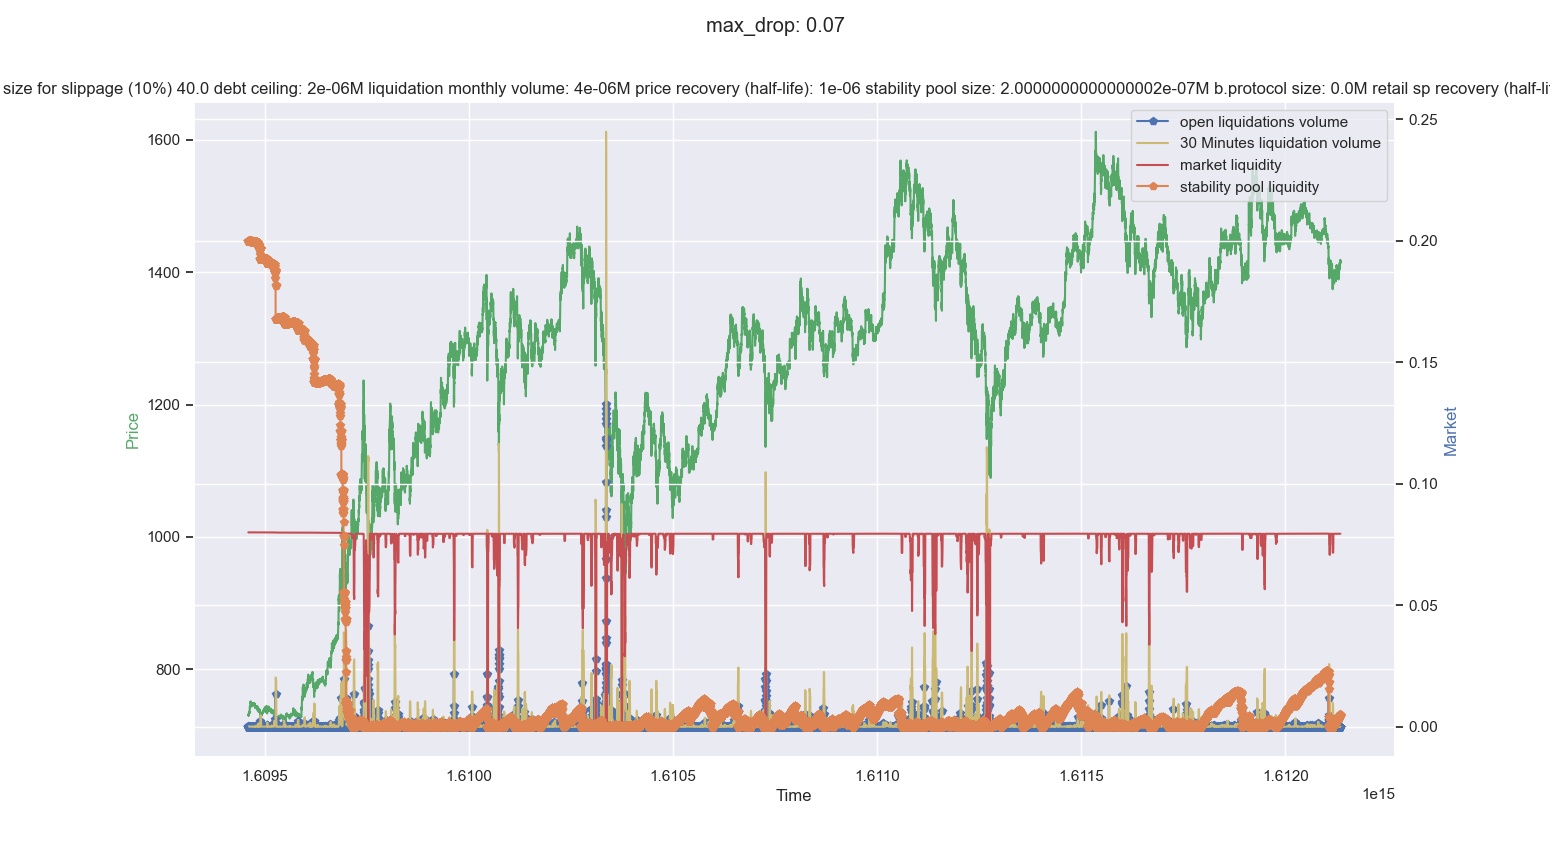 max_drop: 0.07
size for slippage (10%) 40.0 debt ceiling: 2e-06M liquidation monthly volume: 4e-06M price recovery (half-life): 1e-06 stability pool size: 2.0000000000000002e-07M b.protocol size: 0.0M retail sp recovery (half-li
open liquidations volume
30 Minutes liquidation volume
market liquidity
stability pool liquidity
1600
1400
1200
1000
800
Price
0.25
0.20
0.15
0.10
0.05
0.00
Market
1.6095 1.6100 1.6105 1.6110 1.6115 1.6120
Time
1e15